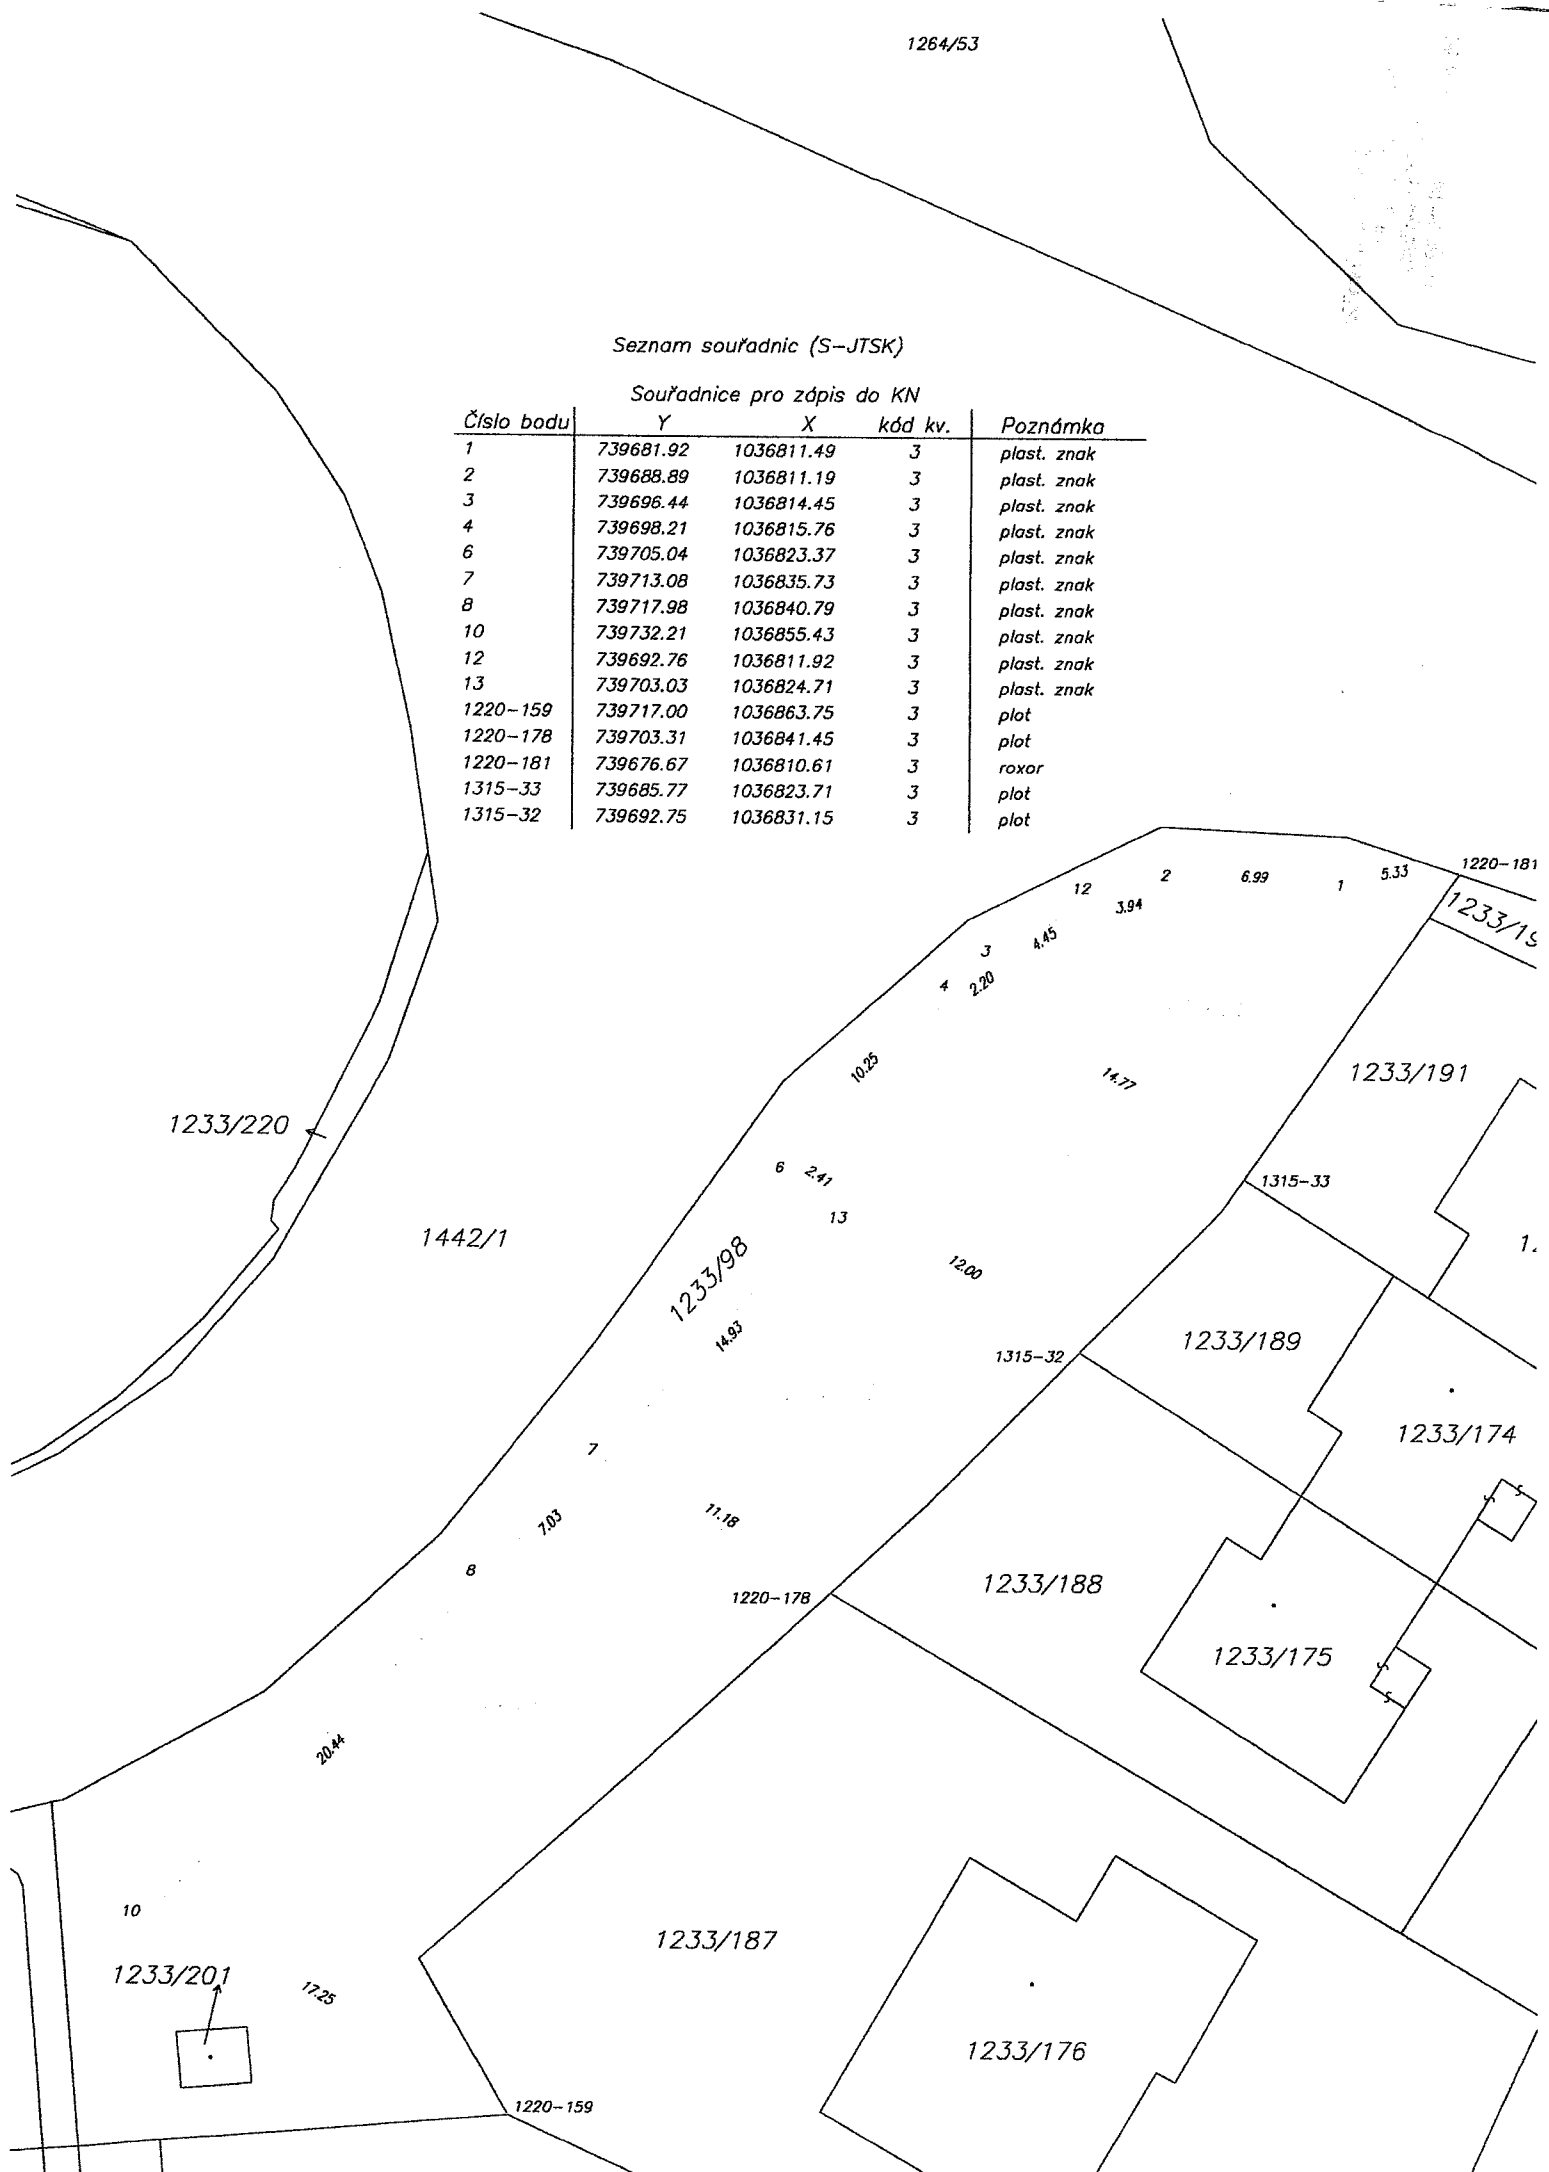 1264/53
Seznam souřadnic (S-JTSK)
Souřadnice pro zápis do KN
Číslo bodu Y X kód kv. Poznámka
1 739681.92 1036811.49 3 plast. znak
2 739688.89 1036811.19 3 plast. znak
3 739696.44 1036814.45 3 plast. znak
4 739698.21 1036815.76 3 plast. znak
6 739705.04 1036823.37 3 plast. znak
7 739713.08 1036835.73 3 plast. znak
8 739717.98 1036840.79 3 plast. znak
10 739732.21 1036855.43 3 plast. znak
12 739692.76 1036811.92 3 plast. znak
13 739703.03 1036824.71 3 plast. znak
1220-159 739717.00 1036863.75 3 plot
1220-178 739703.31 1036841.45 3 plot
1220-181 739676.67 1036810.61 3 roxor
1315-33 739685.77 1036823.71 3 plot
1315-32 739692.75 1036831.15 3 plot
12
2
6.99
1
5.33
1220-181
3.94
1233/19
3
4.45
4
2.20
10.25
14.77
1233/191
1233/220
6
2.41
1315-33
13
1442/1
1233/98
12.00
14.93
1315-32
1233/189
1233/174
7
7.03
11.18
8
1220-178
1233/188
1233/175
20.44
10
1233/187
1233/201
17.25
1233/176
1220-159